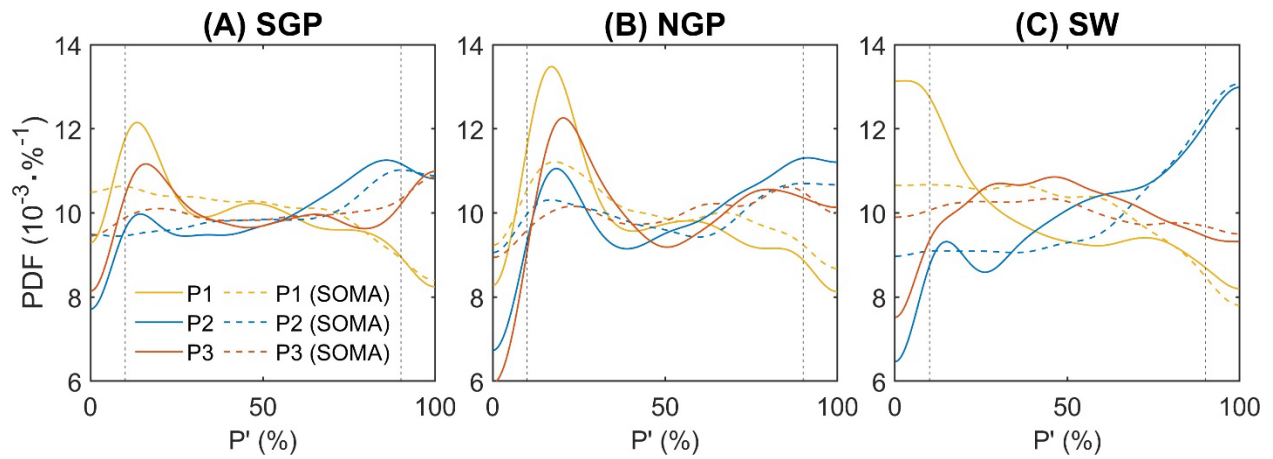 (A) SGP
(B) NGP
(C) SW
PDF (10⁻³·%⁻¹)
14
12
10
8
6
P1 P1 (SOMA)
P2 P2 (SOMA)
P3 P3 (SOMA)
0 50 100
P' (%)
14
12
10
8
6
0 50 100
P' (%)
14
12
10
8
6
0 50 100
P' (%)